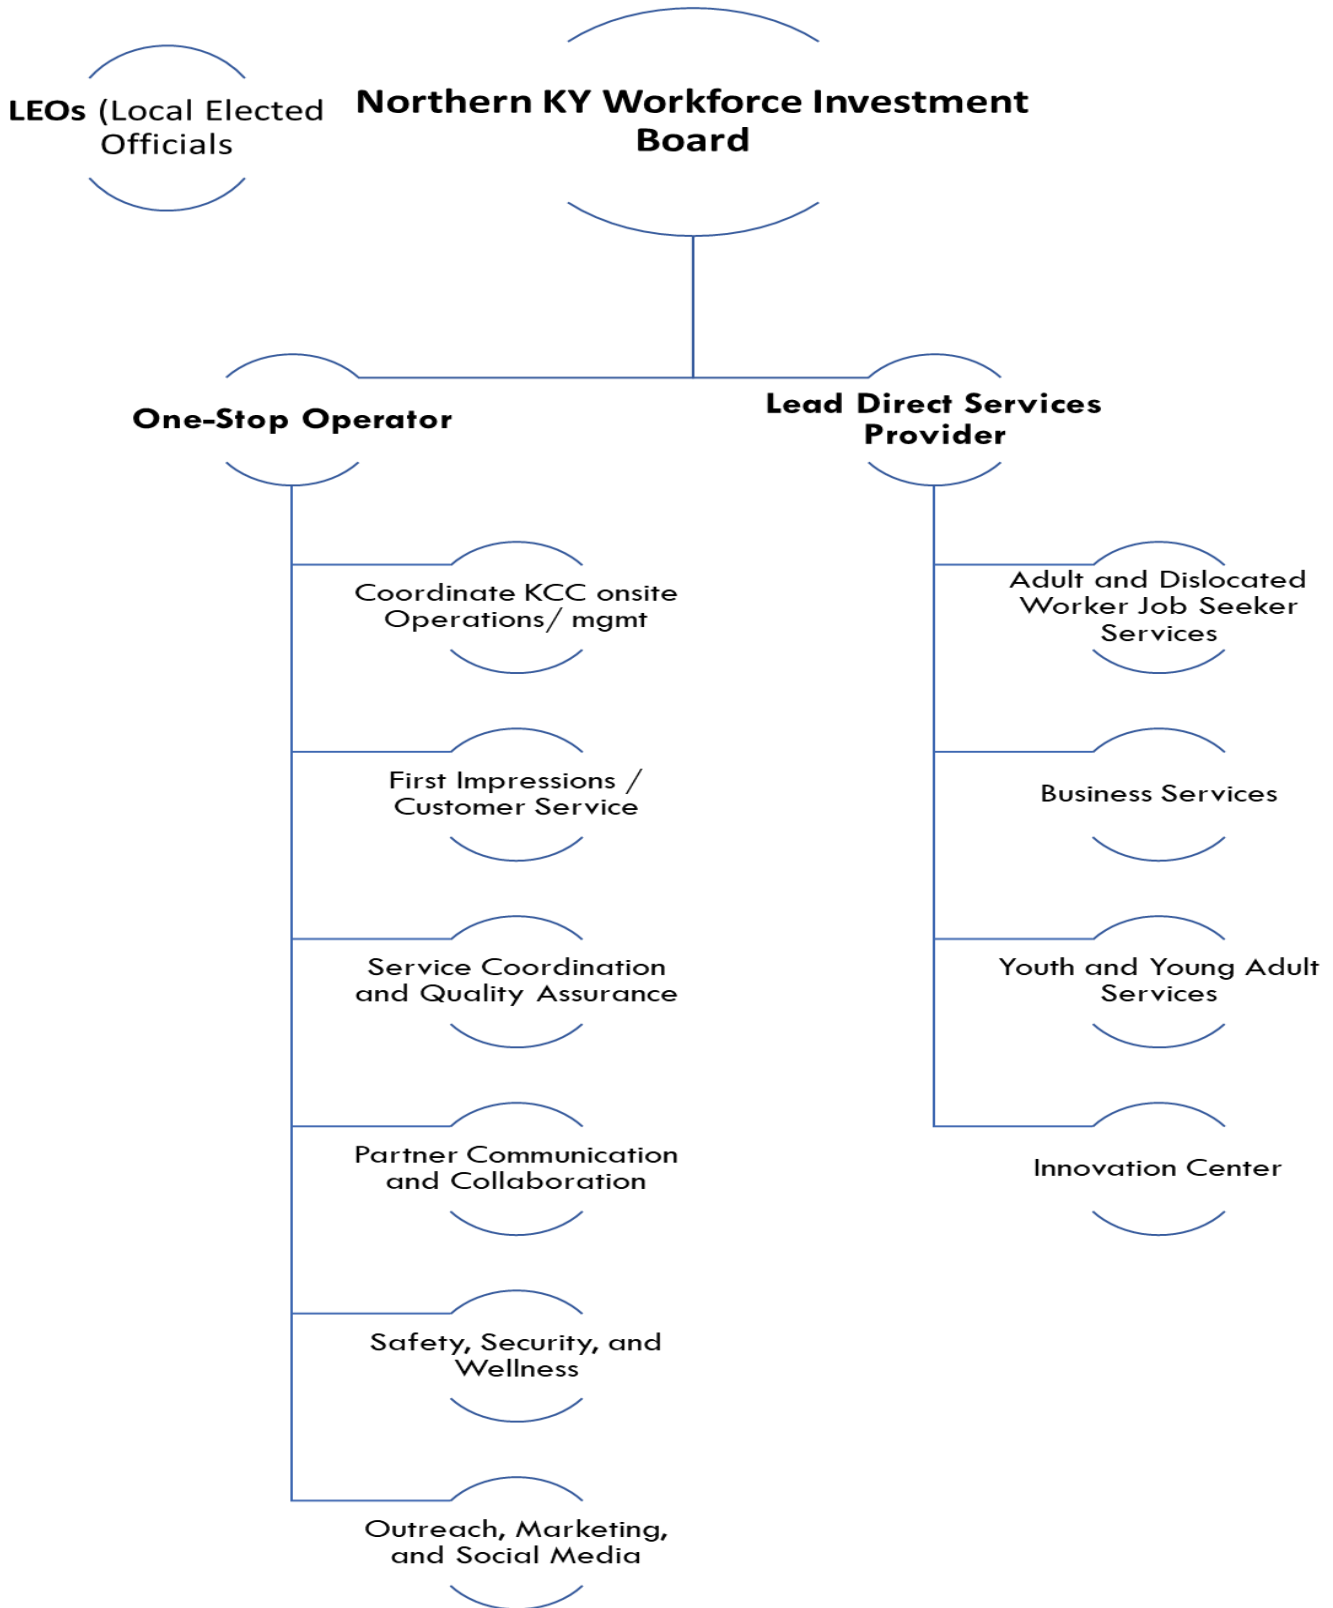 LEOs (Local Elected
Officials
Northern KY Workforce Investment
Board
One-Stop Operator
Lead Direct Services
Provider
Coordinate KCC onsite
Operations/ mgmt
First Impressions /
Customer Service
Service Coordination
and Quality Assurance
Partner Communication
and Collaboration
Safety, Security, and
Wellness
Outreach, Marketing,
and Social Media
Adult and Dislocated
Worker Job Seeker
Services
Business Services
Youth and Young Adult
Services
Innovation Center